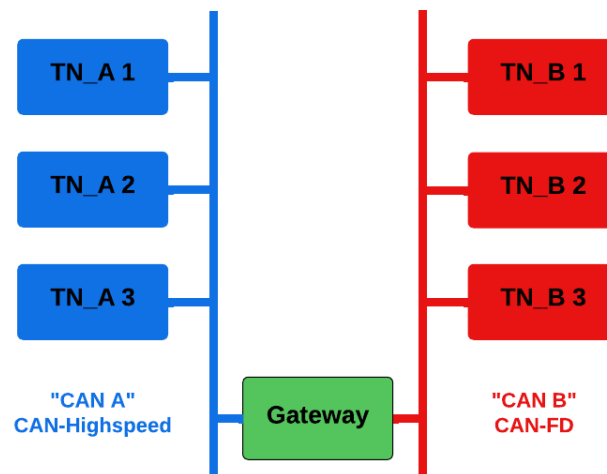 TN_A 1
TN_B 1
TN_A 2
TN_B 2
TN_A 3
TN_B 3
"CAN A"
CAN-Highspeed
Gateway
"CAN B"
CAN-FD